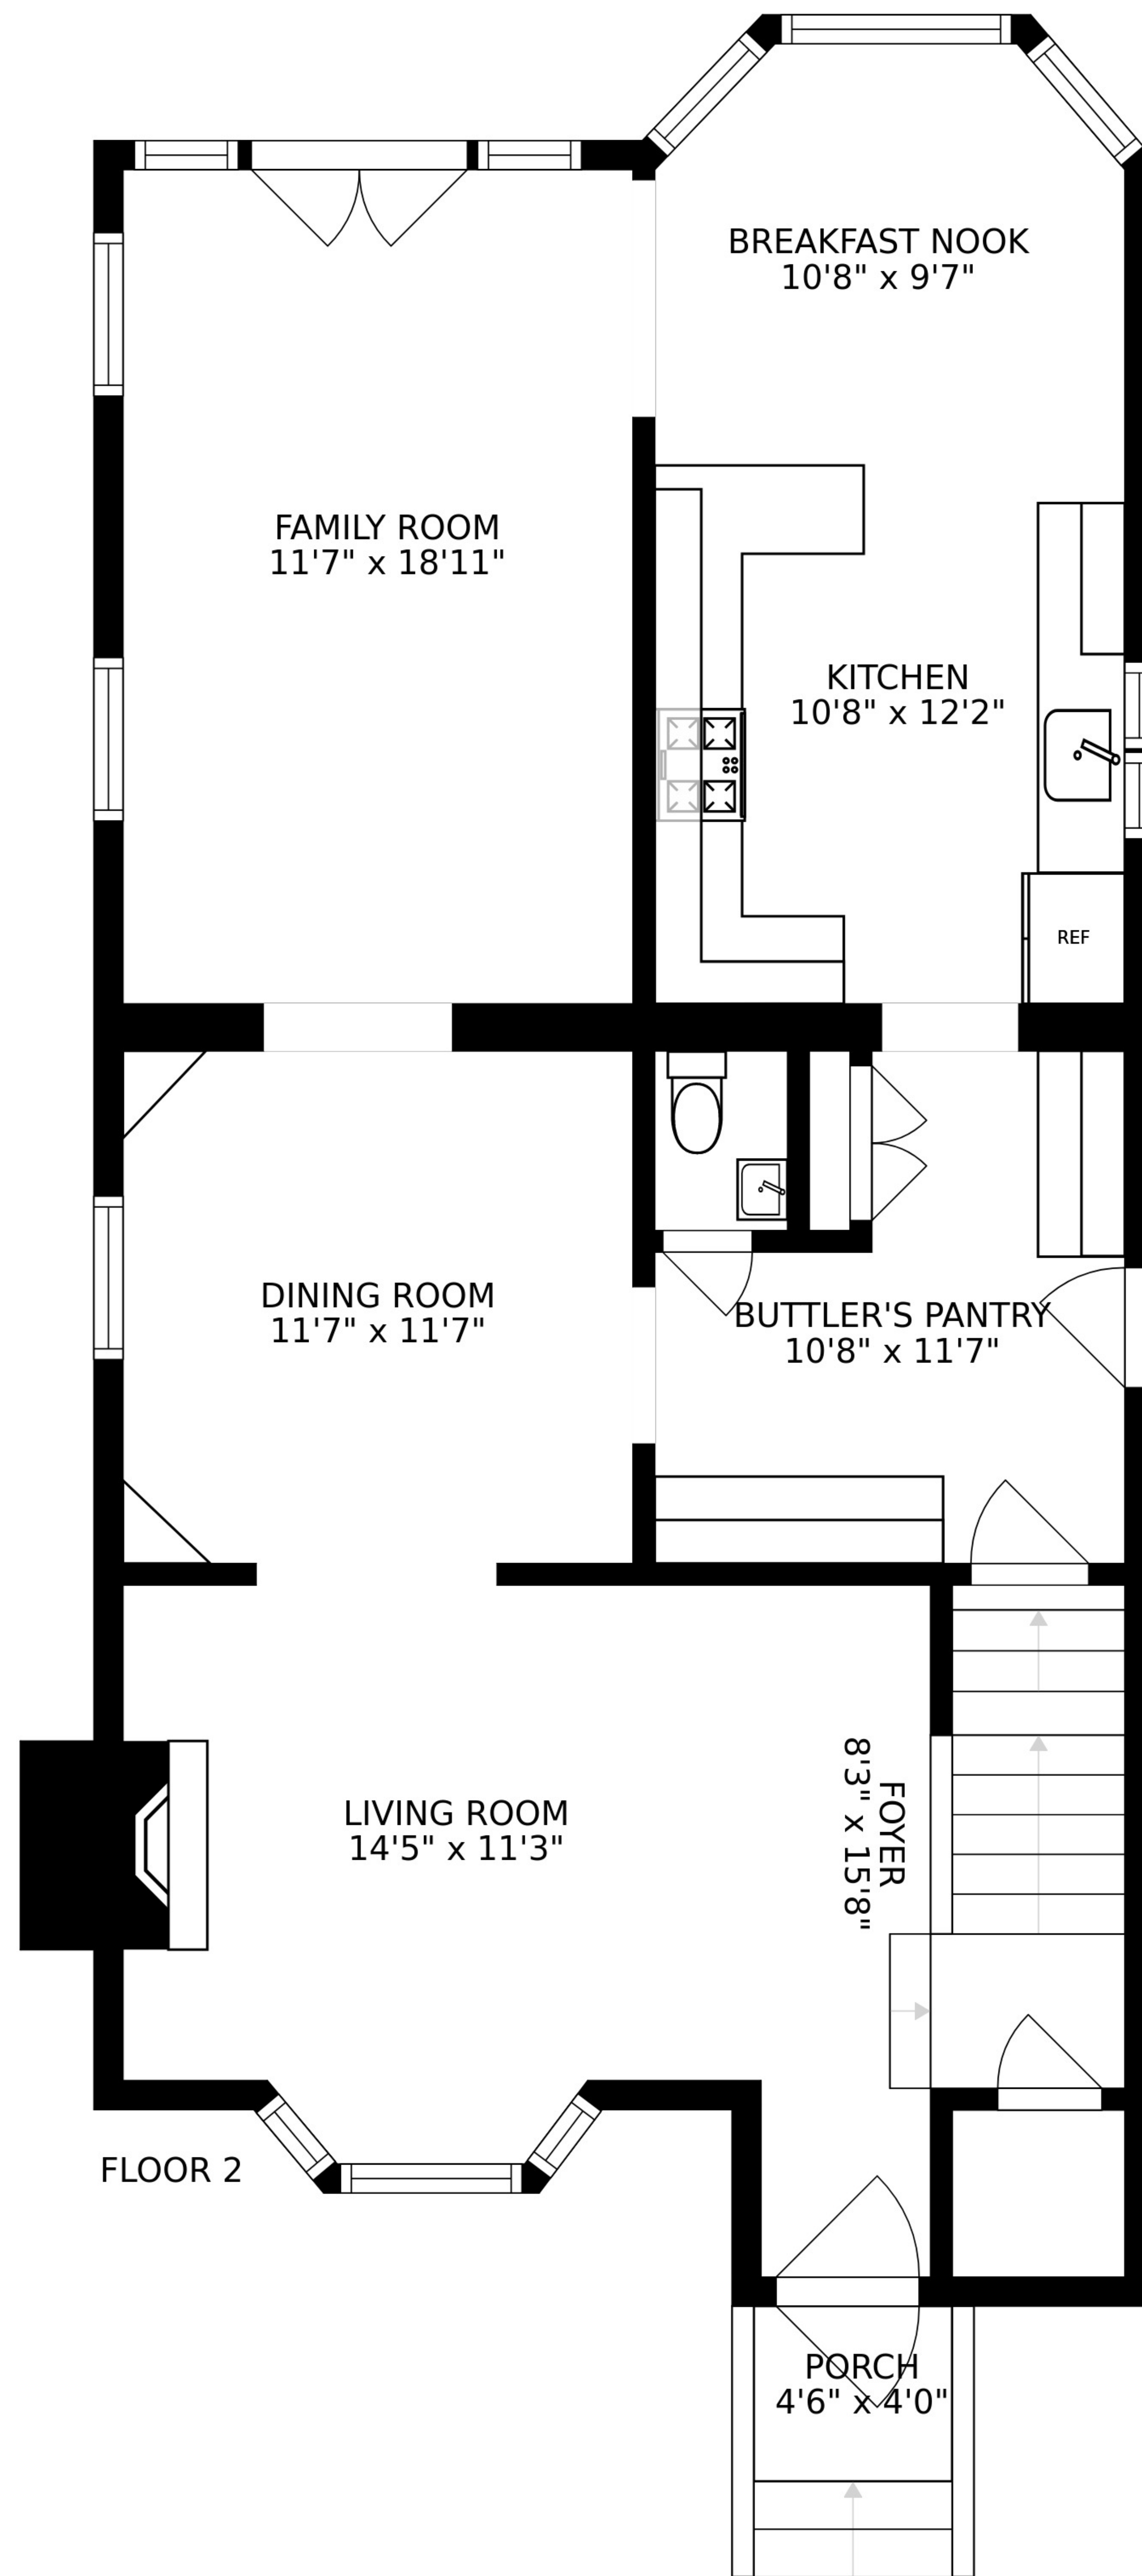 BREAKFAST NOOK
10'8" x 9'7"
FAMILY ROOM
11'7" x 18'11"
KITCHEN
10'8" x 12'2"
REF
DINING ROOM
11'7" x 11'7"
BUTTLER'S PANTRY
10'8" x 11'7"
LIVING ROOM
14'5" x 11'3"
FOYER
8'3" x 15'8"
FLOOR 2
PORCH
4'6" x 4'0"